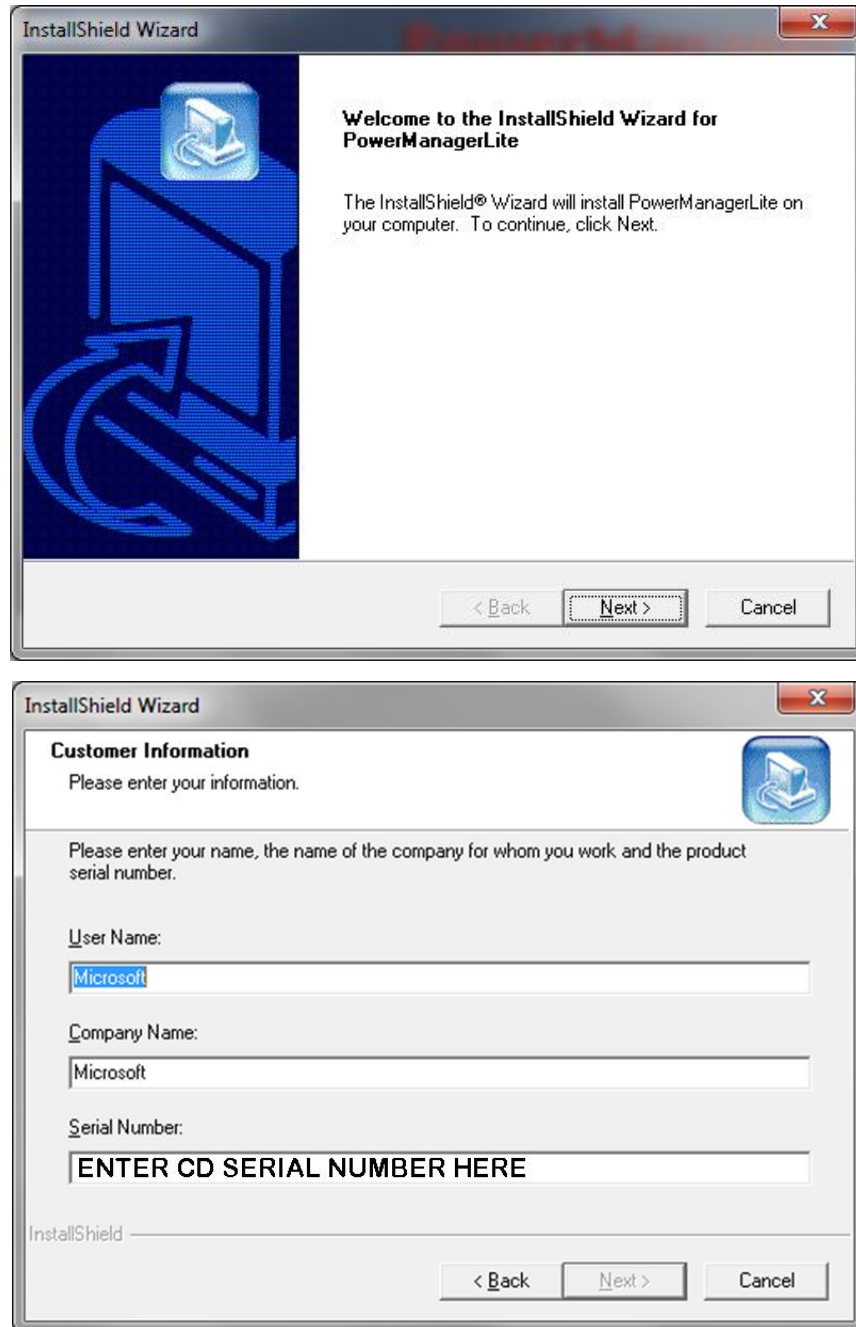 InstallShield Wizard
Welcome to the InstallShield Wizard for
PowerManagerLite
The InstallShield® Wizard will install PowerManagerLite on
your computer. To continue, click Next.
< Back
Next >
Cancel
InstallShield Wizard
Customer Information
Please enter your information.
Please enter your name, the name of the company for whom you work and the product
serial number.
User Name:
Microsoft
Company Name:
Microsoft
Serial Number:
ENTER CD SERIAL NUMBER HERE
InstallShield
< Back
Next >
Cancel